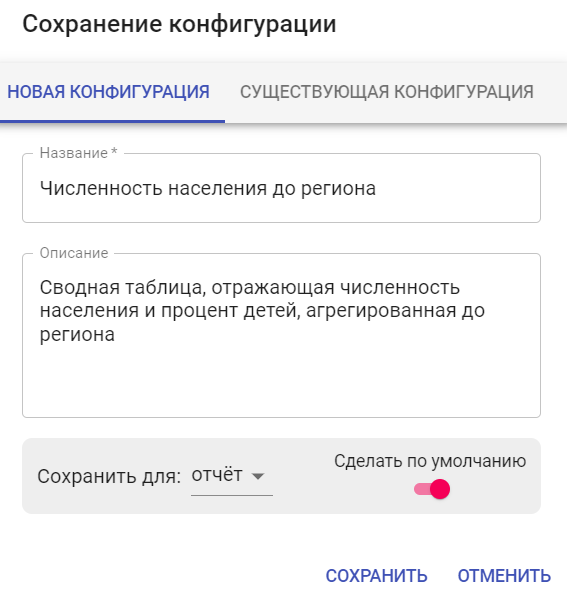 Сохранение конфигурации
НОВАЯ КОНФИГУРАЦИЯ СУЩЕСТВУЮЩАЯ КОНФИГУРАЦИЯ
Название *
Численность населения до региона
Описание
Сводная таблица, отражающая численность
населения и процент детей, агрегированная до
региона
Сделать по умолчанию
Сохранить для: отчёт
СОХРАНИТЬ ОТМЕНИТЬ